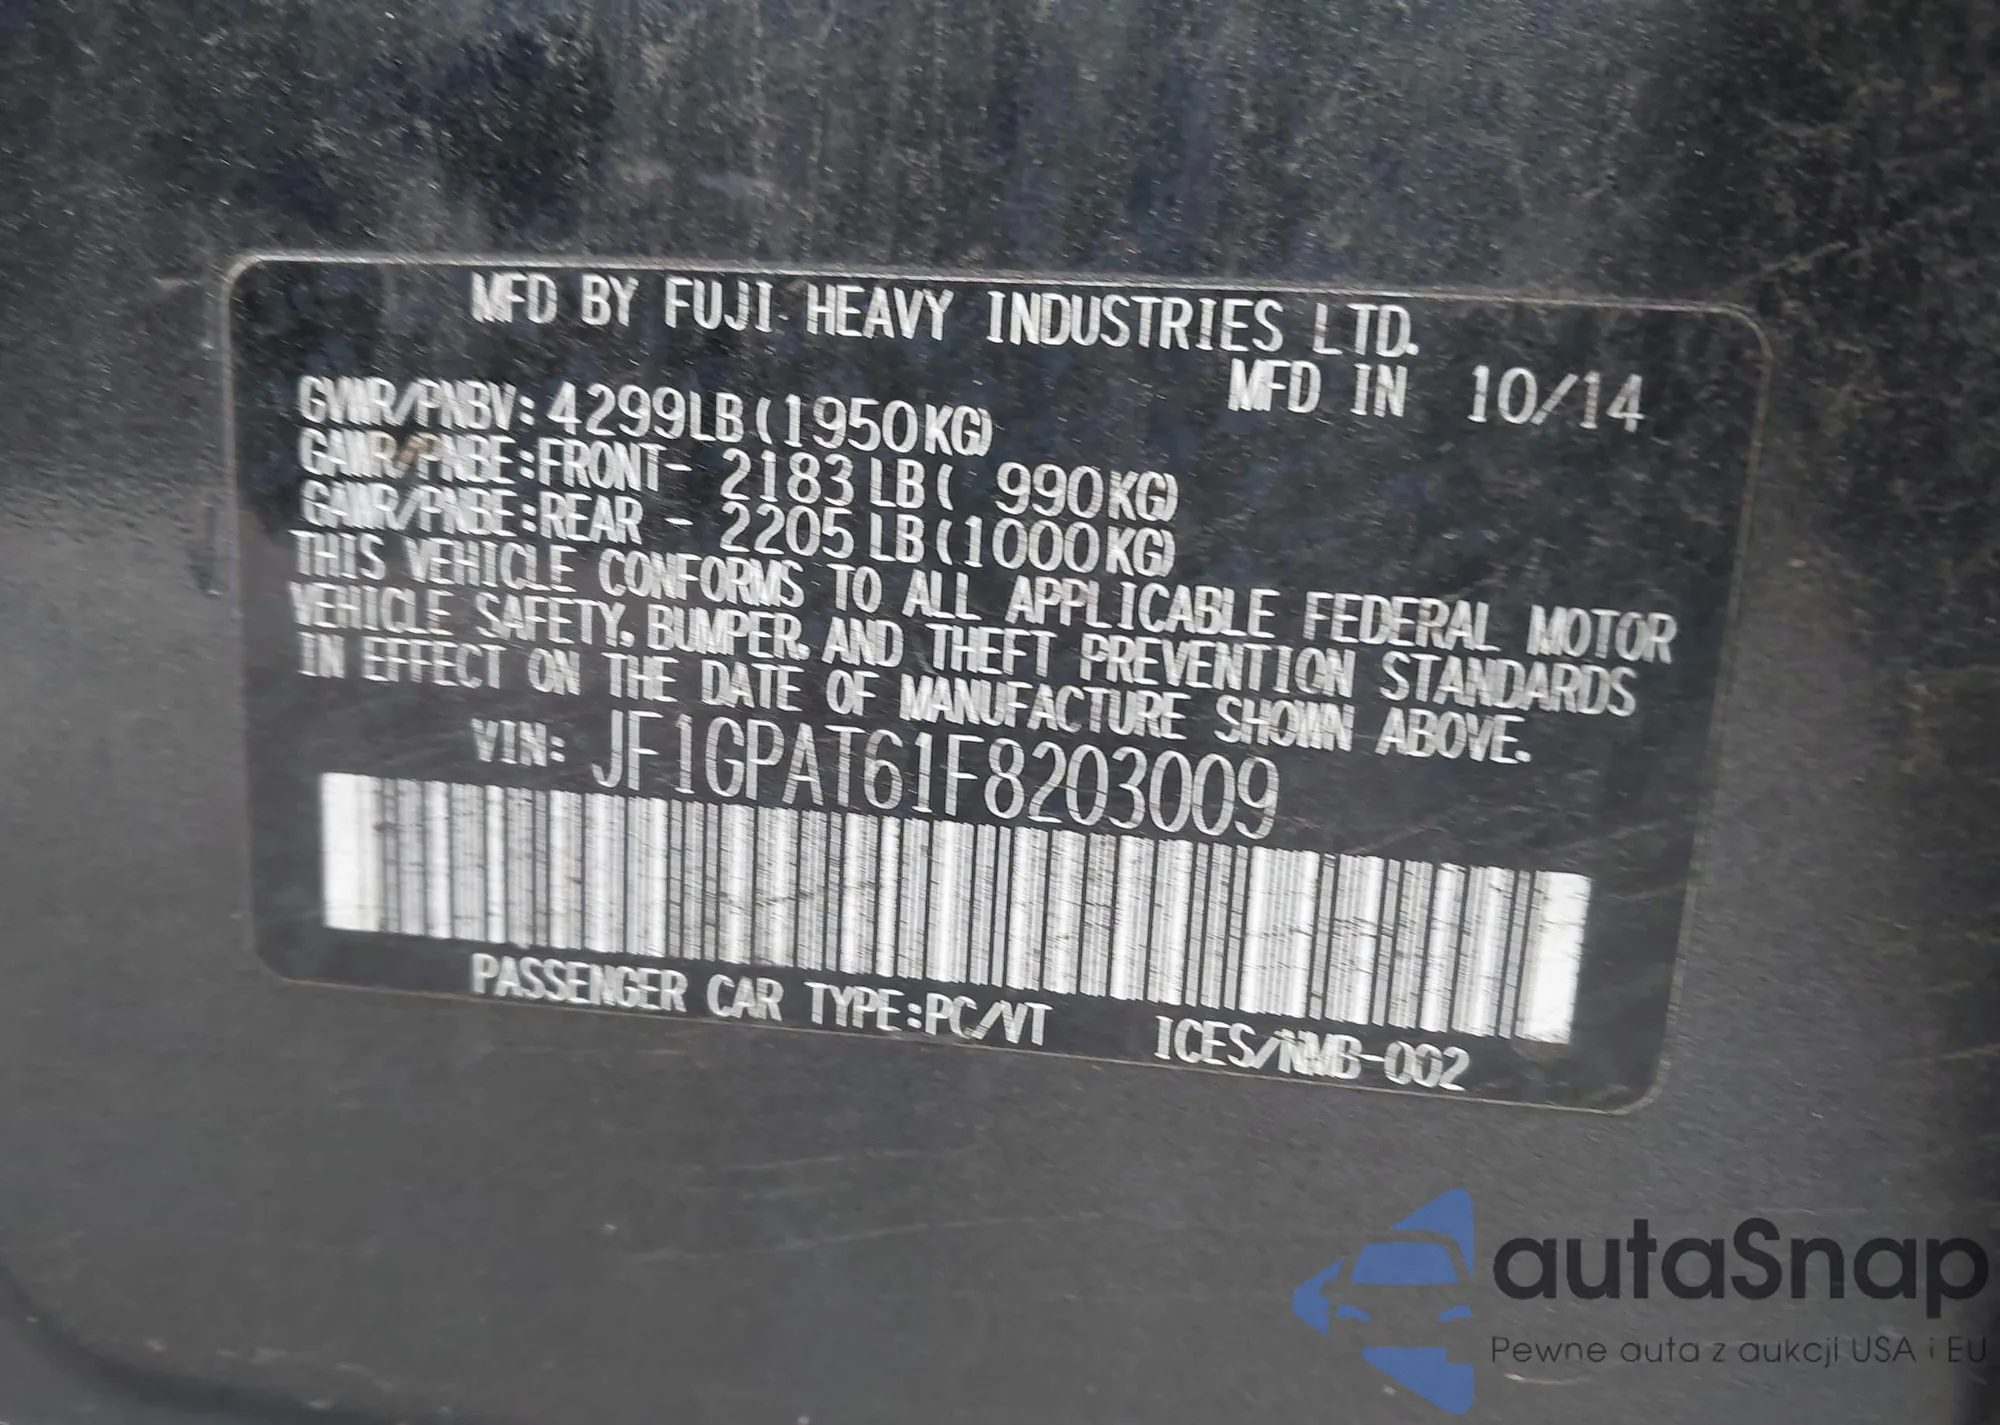 MFD BY FUJI HEAVY INDUSTRIES LTD.
MFD IN 10/14
GVWR/PNBV: 4299LB(1950KG)
GAWR/PNBE:FRONT- 2183LB( 990KG)
GAWR/PNBE:REAR - 2205LB(1000KG)
THIS VEHICLE CONFORMS TO ALL APPLICABLE FEDERAL MOTOR
VEHICLE SAFETY, BUMPER, AND THEFT PREVENTION STANDARDS
IN EFFECT ON THE DATE OF MANUFACTURE SHOWN ABOVE.
VIN: JF1GPAT61F8203009
PASSENGER CAR TYPE:PC/VT ICES/NMB-002
autaSnap
Pewne auta z aukcji USA i EU